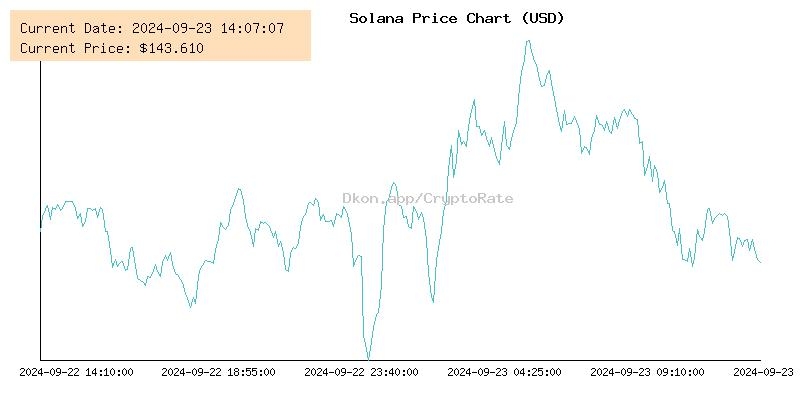 Solana Price Chart (USD)
Current Date: 2024-09-23 14:07:07
Current Price: $143.610
Dkon.app/CryptoRate
2024-09-22 14:10:00 2024-09-22 18:55:00 2024-09-22 23:40:00 2024-09-23 04:25:00 2024-09-23 09:10:00 2024-09-23